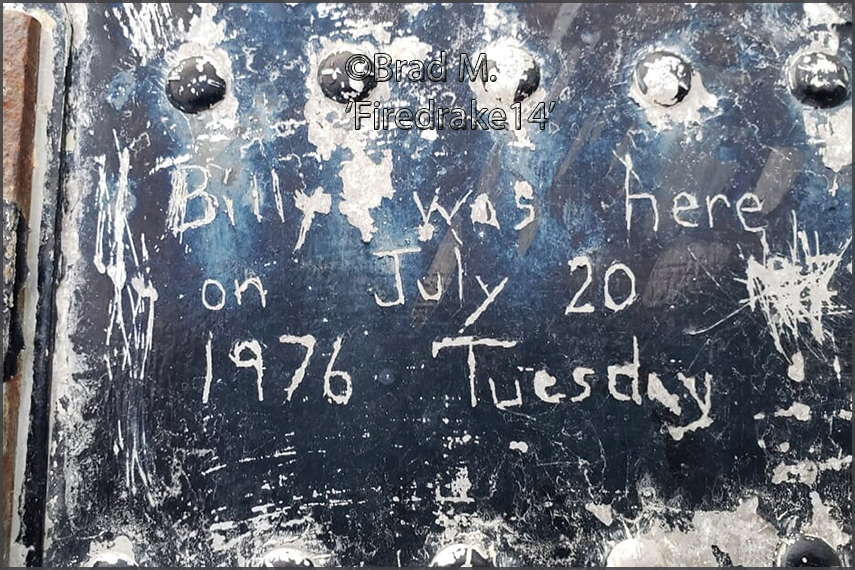 ©Brad M.
'Firedrake14'
Billy was here
on July 20
1976 Tuesday